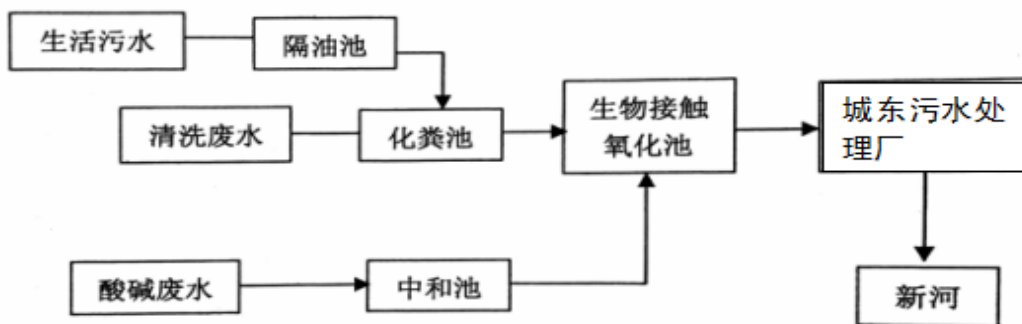 生活污水
隔油池
清洗废水
化粪池
生物接触
氧化池
城东污水处
理厂
酸碱废水
中和池
新河